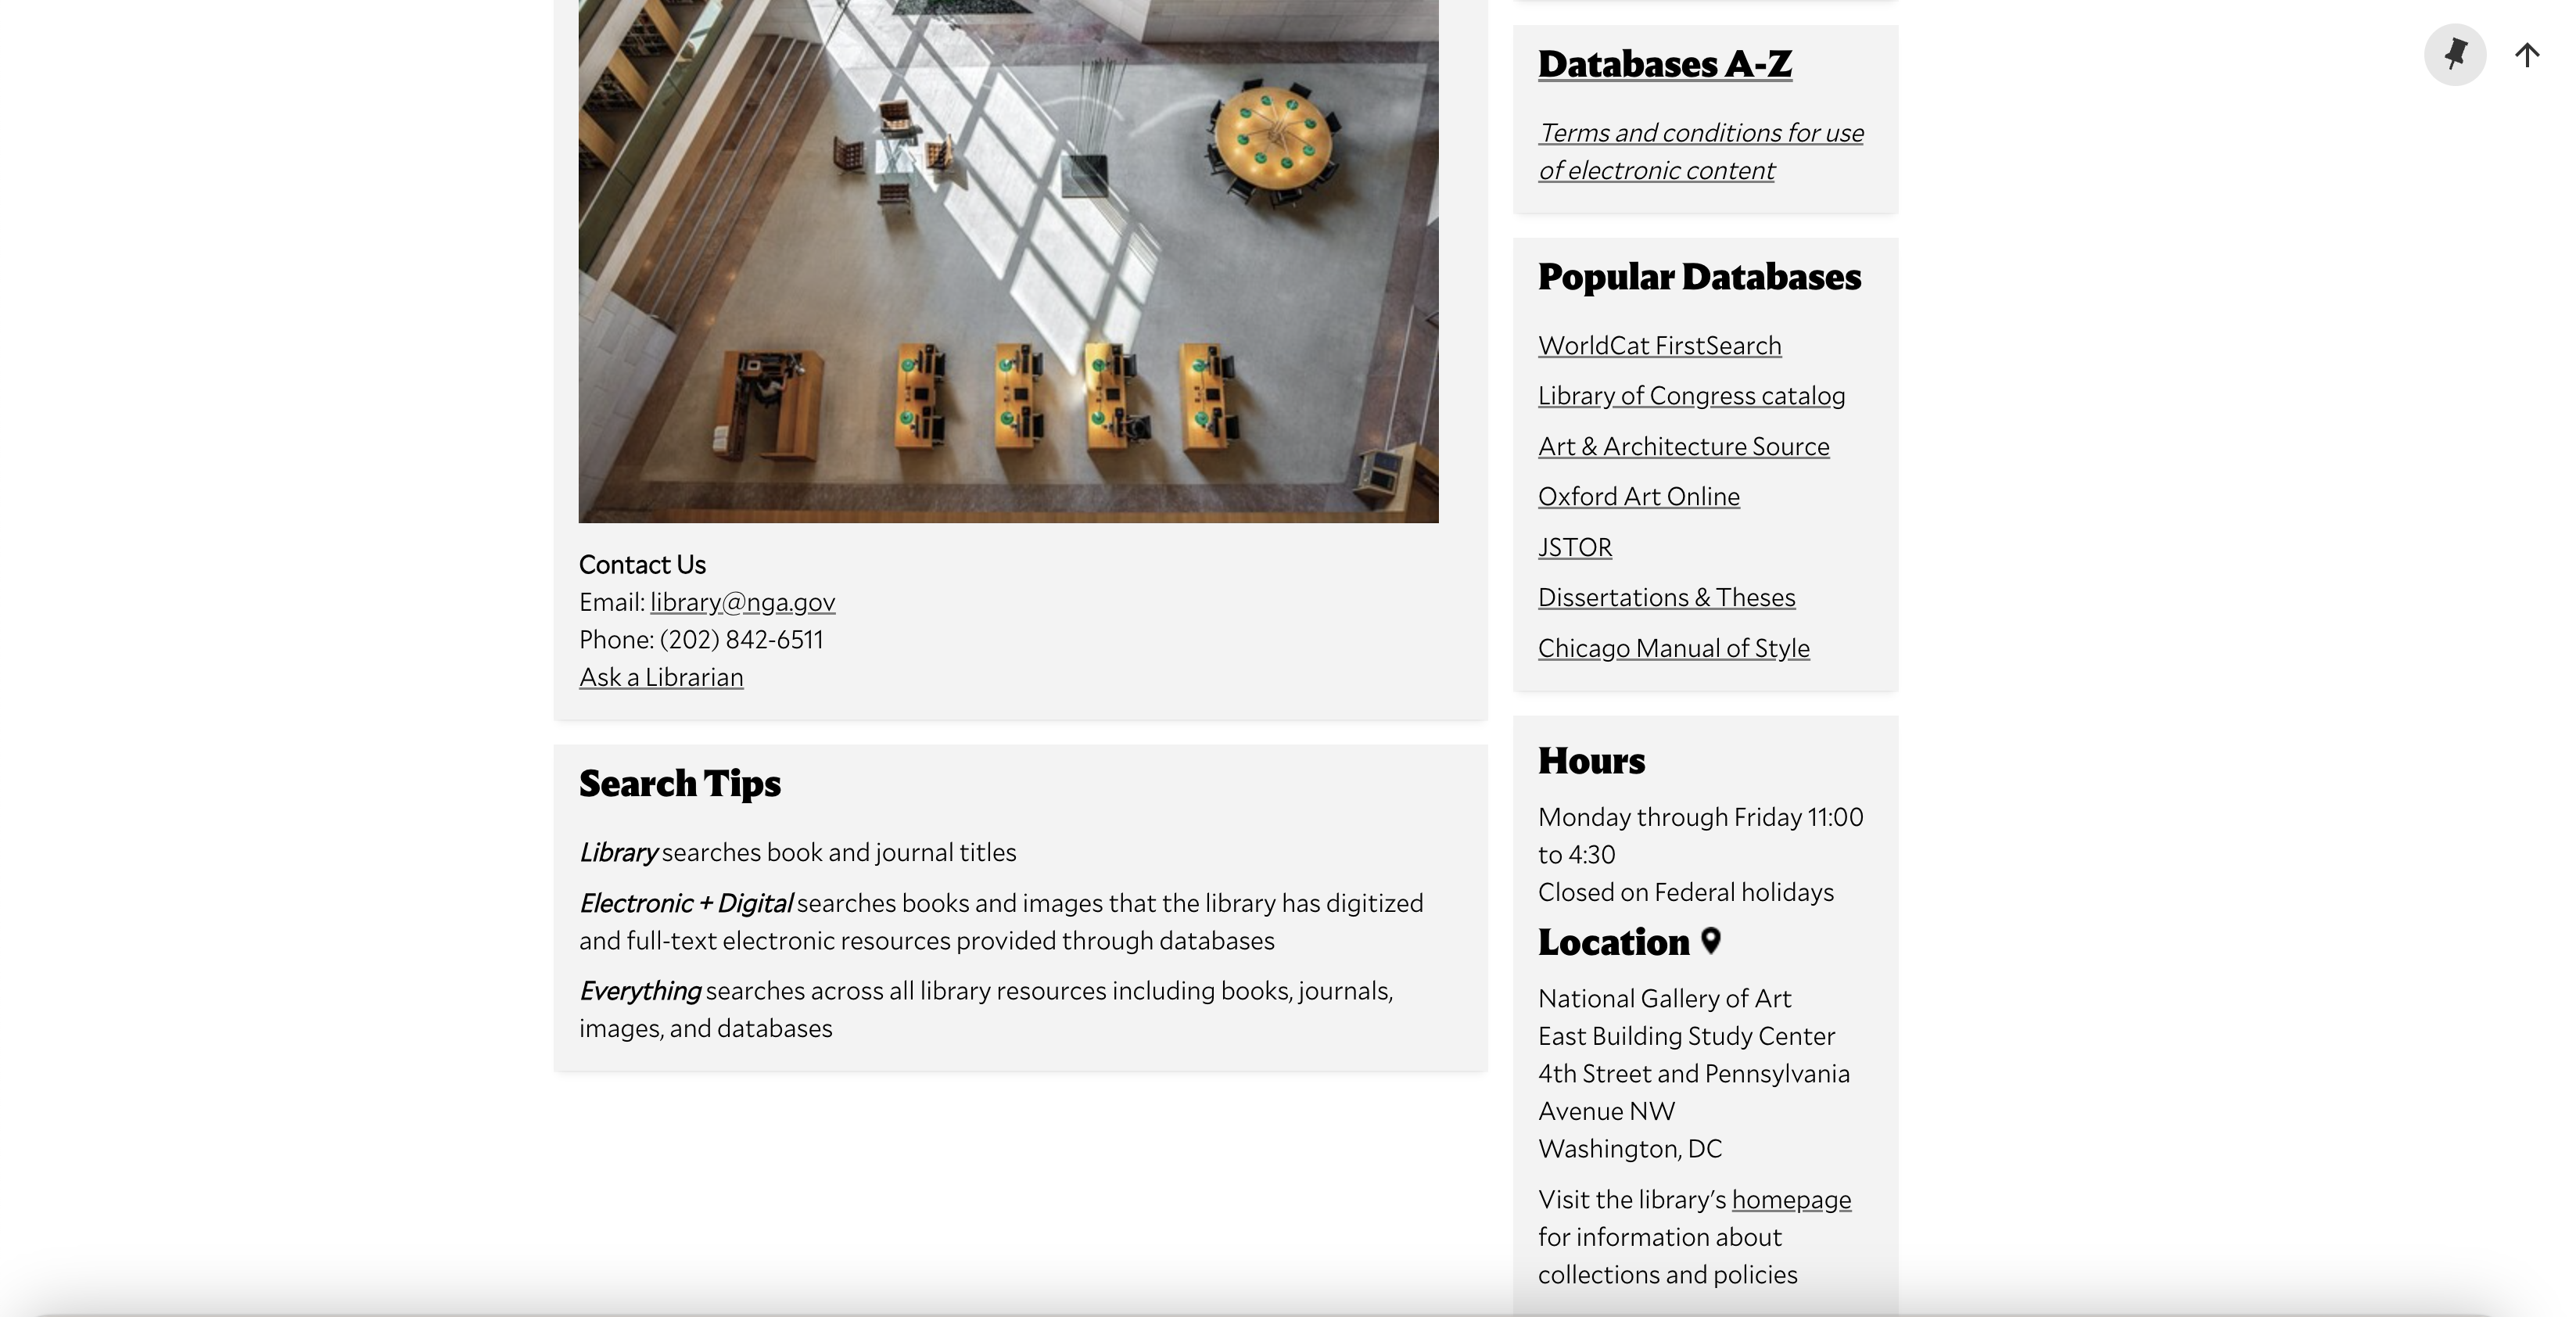 Contact Us
Email: library@nga.gov
Phone: (202) 842-6511
Ask a Librarian
Search Tips
Library searches book and journal titles
Electronic + Digital searches books and images that the library has digitized
and full-text electronic resources provided through databases
Everything searches across all library resources including books, journals,
images, and databases
Databases A-Z
Terms and conditions for use
of electronic content
Popular Databases
WorldCat FirstSearch
Library of Congress catalog
Art & Architecture Source
Oxford Art Online
JSTOR
Dissertations & Theses
Chicago Manual of Style
Hours
Monday through Friday 11:00
to 4:30
Closed on Federal holidays
Location
National Gallery of Art
East Building Study Center
4th Street and Pennsylvania
Avenue NW
Washington, DC
Visit the library's homepage
for information about
collections and policies